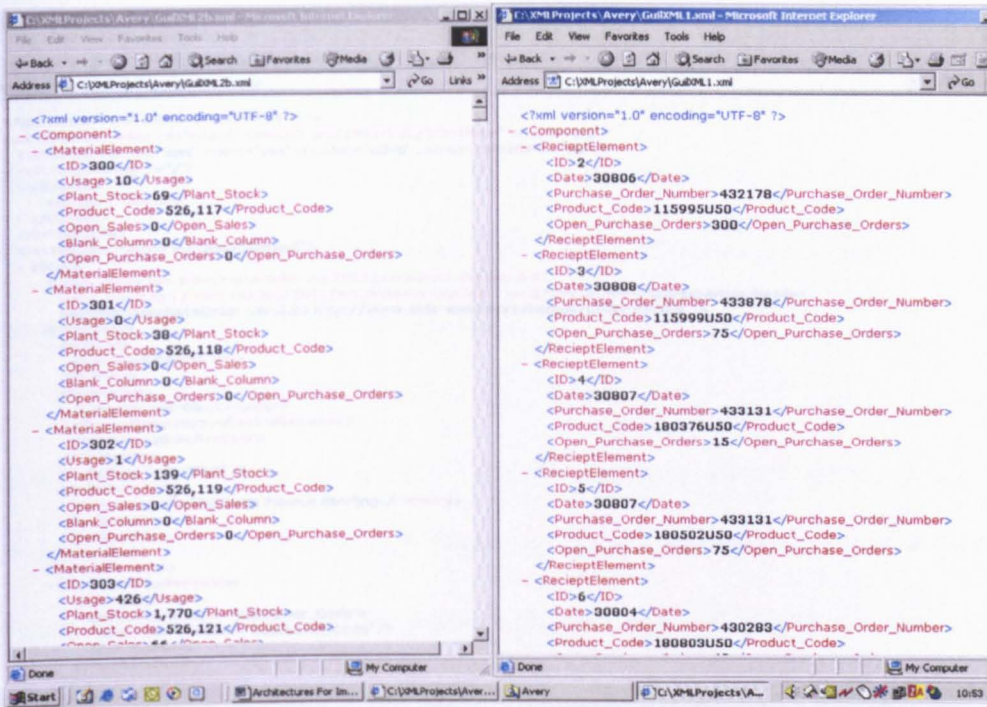 C:\XMLProjects\Avery\GuilXML2b.xml - Microsoft Internet Explorer
File Edit View Favorites Tools Help
Back Search Favorites Media
Address C:\XMLProjects\Avery\GuilXML2b.xml Go Links
<?xml version="1.0" encoding="UTF-8" ?>
- <Component>
- <MaterialElement>
<ID>300</ID>
<Usage>10</Usage>
<Plant_Stock>69</Plant_Stock>
<Product_Code>526,117</Product_Code>
<Open_Sales>0</Open_Sales>
<Blank_Column>0</Blank_Column>
<Open_Purchase_Orders>0</Open_Purchase_Orders>
</MaterialElement>
- <MaterialElement>
<ID>301</ID>
<Usage>0</Usage>
<Plant_Stock>38</Plant_Stock>
<Product_Code>526,118</Product_Code>
<Open_Sales>0</Open_Sales>
<Blank_Column>0</Blank_Column>
<Open_Purchase_Orders>0</Open_Purchase_Orders>
</MaterialElement>
- <MaterialElement>
<ID>302</ID>
<Usage>1</Usage>
<Plant_Stock>139</Plant_Stock>
<Product_Code>526,119</Product_Code>
<Open_Sales>0</Open_Sales>
<Blank_Column>0</Blank_Column>
<Open_Purchase_Orders>0</Open_Purchase_Orders>
</MaterialElement>
- <MaterialElement>
<ID>303</ID>
<Usage>426</Usage>
<Plant_Stock>1,770</Plant_Stock>
<Product_Code>526,121</Product_Code>
Done My Computer
C:\XMLProjects\Avery\GuilXML1.xml - Microsoft Internet Explorer
File Edit View Favorites Tools Help
Back Search Favorites Media
Address C:\XMLProjects\Avery\GuilXML1.xml Go
<?xml version="1.0" encoding="UTF-8" ?>
- <Component>
- <RecieptElement>
<ID>2</ID>
<Date>30806</Date>
<Purchase_Order_Number>432178</Purchase_Order_Number>
<Product_Code>115995U50</Product_Code>
<Open_Purchase_Orders>300</Open_Purchase_Orders>
</RecieptElement>
- <RecieptElement>
<ID>3</ID>
<Date>30808</Date>
<Purchase_Order_Number>433878</Purchase_Order_Number>
<Product_Code>115999U50</Product_Code>
<Open_Purchase_Orders>75</Open_Purchase_Orders>
</RecieptElement>
- <RecieptElement>
<ID>4</ID>
<Date>30807</Date>
<Purchase_Order_Number>433131</Purchase_Order_Number>
<Product_Code>180376U50</Product_Code>
<Open_Purchase_Orders>15</Open_Purchase_Orders>
</RecieptElement>
- <RecieptElement>
<ID>5</ID>
<Date>30807</Date>
<Purchase_Order_Number>433131</Purchase_Order_Number>
<Product_Code>180502U50</Product_Code>
<Open_Purchase_Orders>75</Open_Purchase_Orders>
</RecieptElement>
- <RecieptElement>
<ID>6</ID>
<Date>30804</Date>
<Purchase_Order_Number>430283</Purchase_Order_Number>
<Product_Code>180803U50</Product_Code>
Done My Computer
Start Architectures For Im... C:\XMLProjects\Aver... Avery C:\XMLProjects\A... 10:53